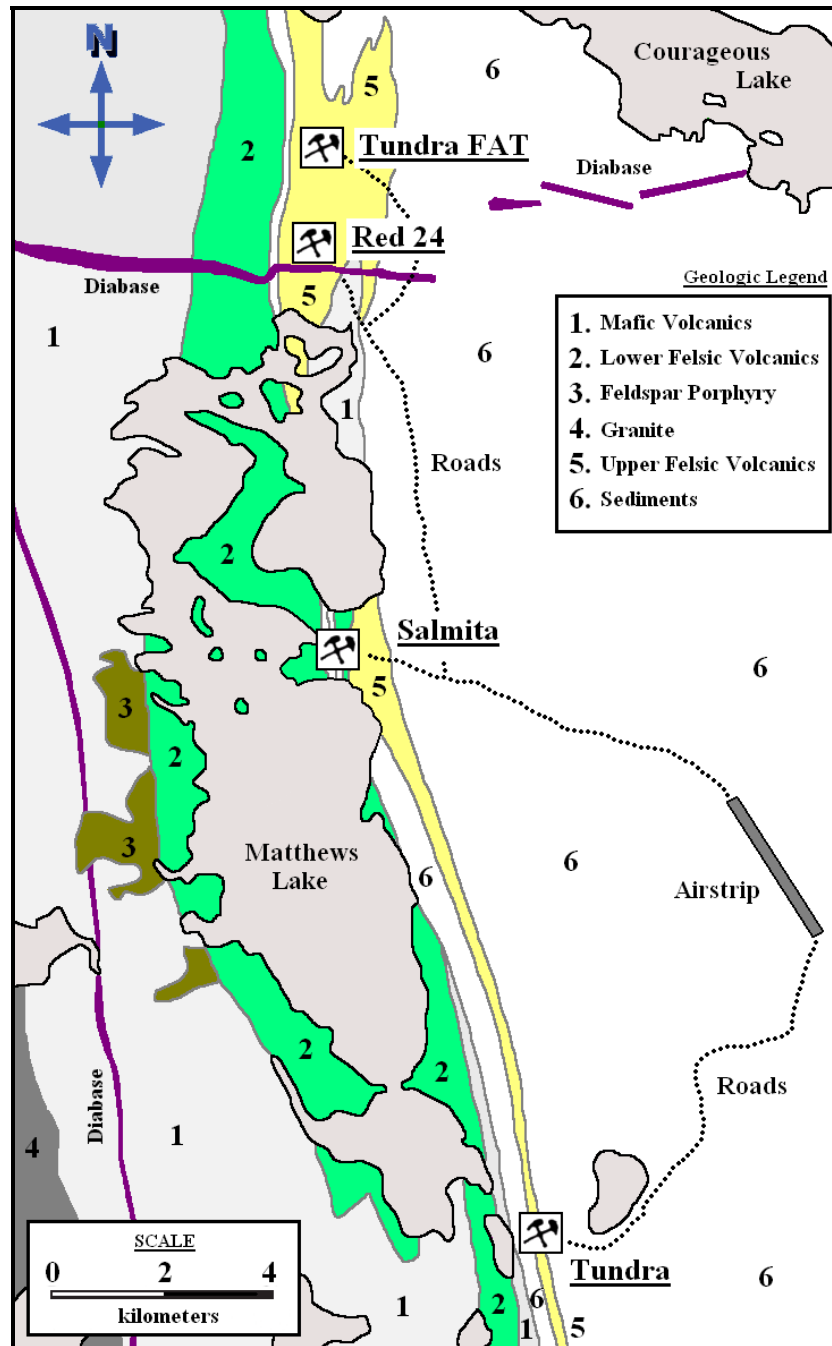 N
Courageous
Lake
6
5
2
Tundra FAT
Diabase
Red 24
Geologic Legend
Diabase
5
1
6
1. Mafic Volcanics
2. Lower Felsic Volcanics
3. Feldspar Porphyry
4. Granite
5. Upper Felsic Volcanics
6. Sediments
1
Roads
2
Salmita
6
5
3
2
3
Matthews
Lake
6
6
Airstrip
2
2
Roads
Diabase
4
1
SCALE
0 2 4
kilometers
Tundra
6
6
2
1
1
5